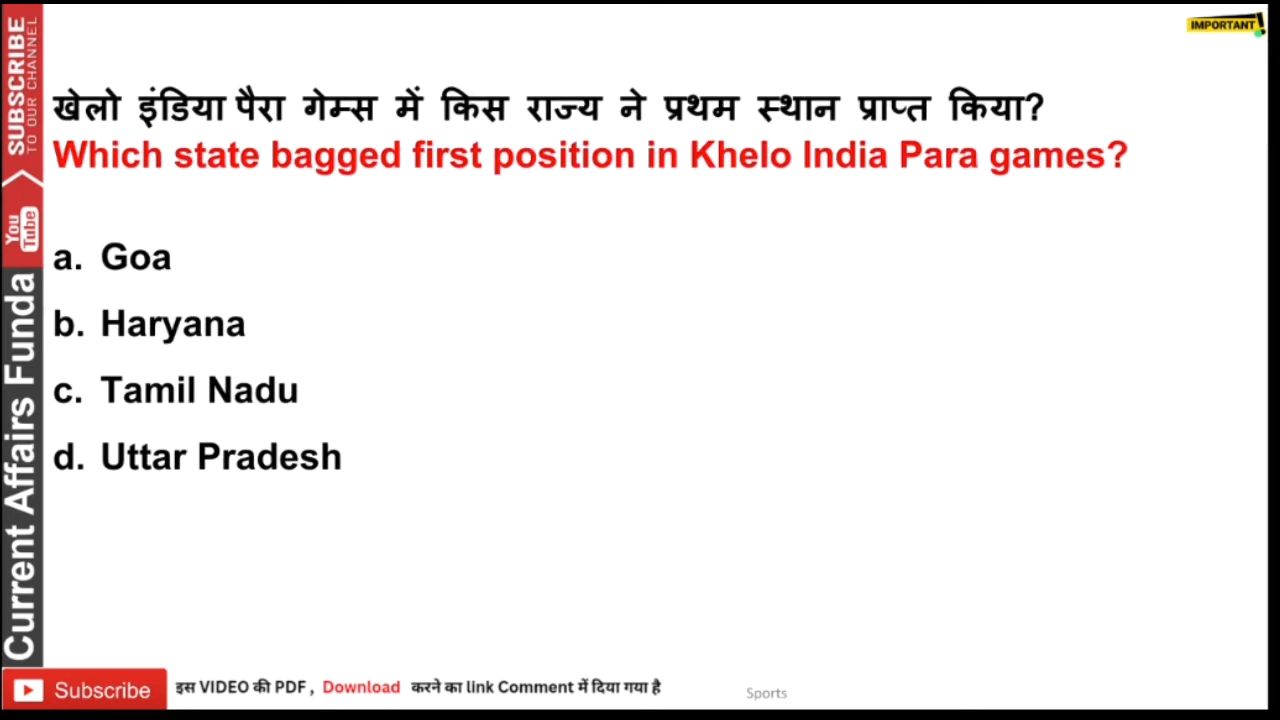 IMPORTANT!
खेलो इंडिया पैरा गेम्स में किस राज्य ने प्रथम स्थान प्राप्त किया?
Which state bagged first position in Khelo India Para games?
a. Goa
b. Haryana
c. Tamil Nadu
d. Uttar Pradesh
SUBSCRIBE
TO OUR CHANNEL
You
Tube
Current Affairs Funda
Subscribe
इस VIDEO की PDF , Download करने का link Comment में दिया गया है
Sports